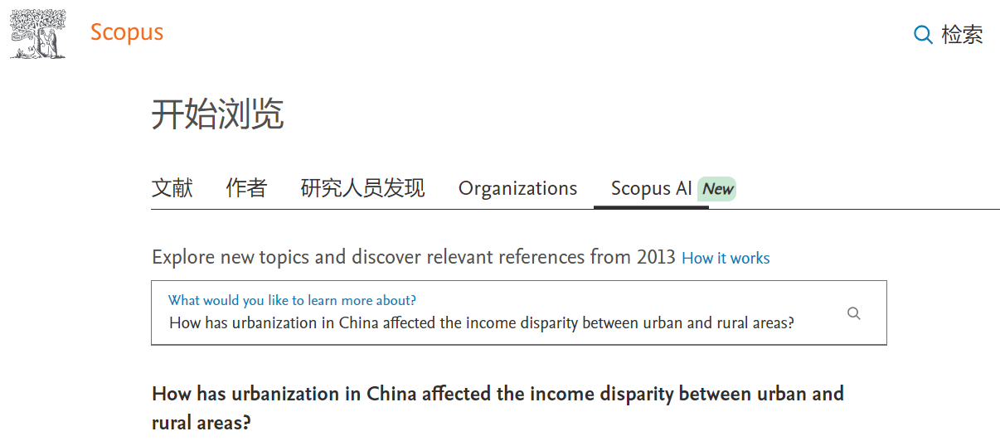 Scopus
检索
开始浏览
文献 作者 研究人员发现 Organizations Scopus AI New
Explore new topics and discover relevant references from 2013 How it works
What would you like to learn more about?
How has urbanization in China affected the income disparity between urban and rural areas?
How has urbanization in China affected the income disparity between urban and
rural areas?